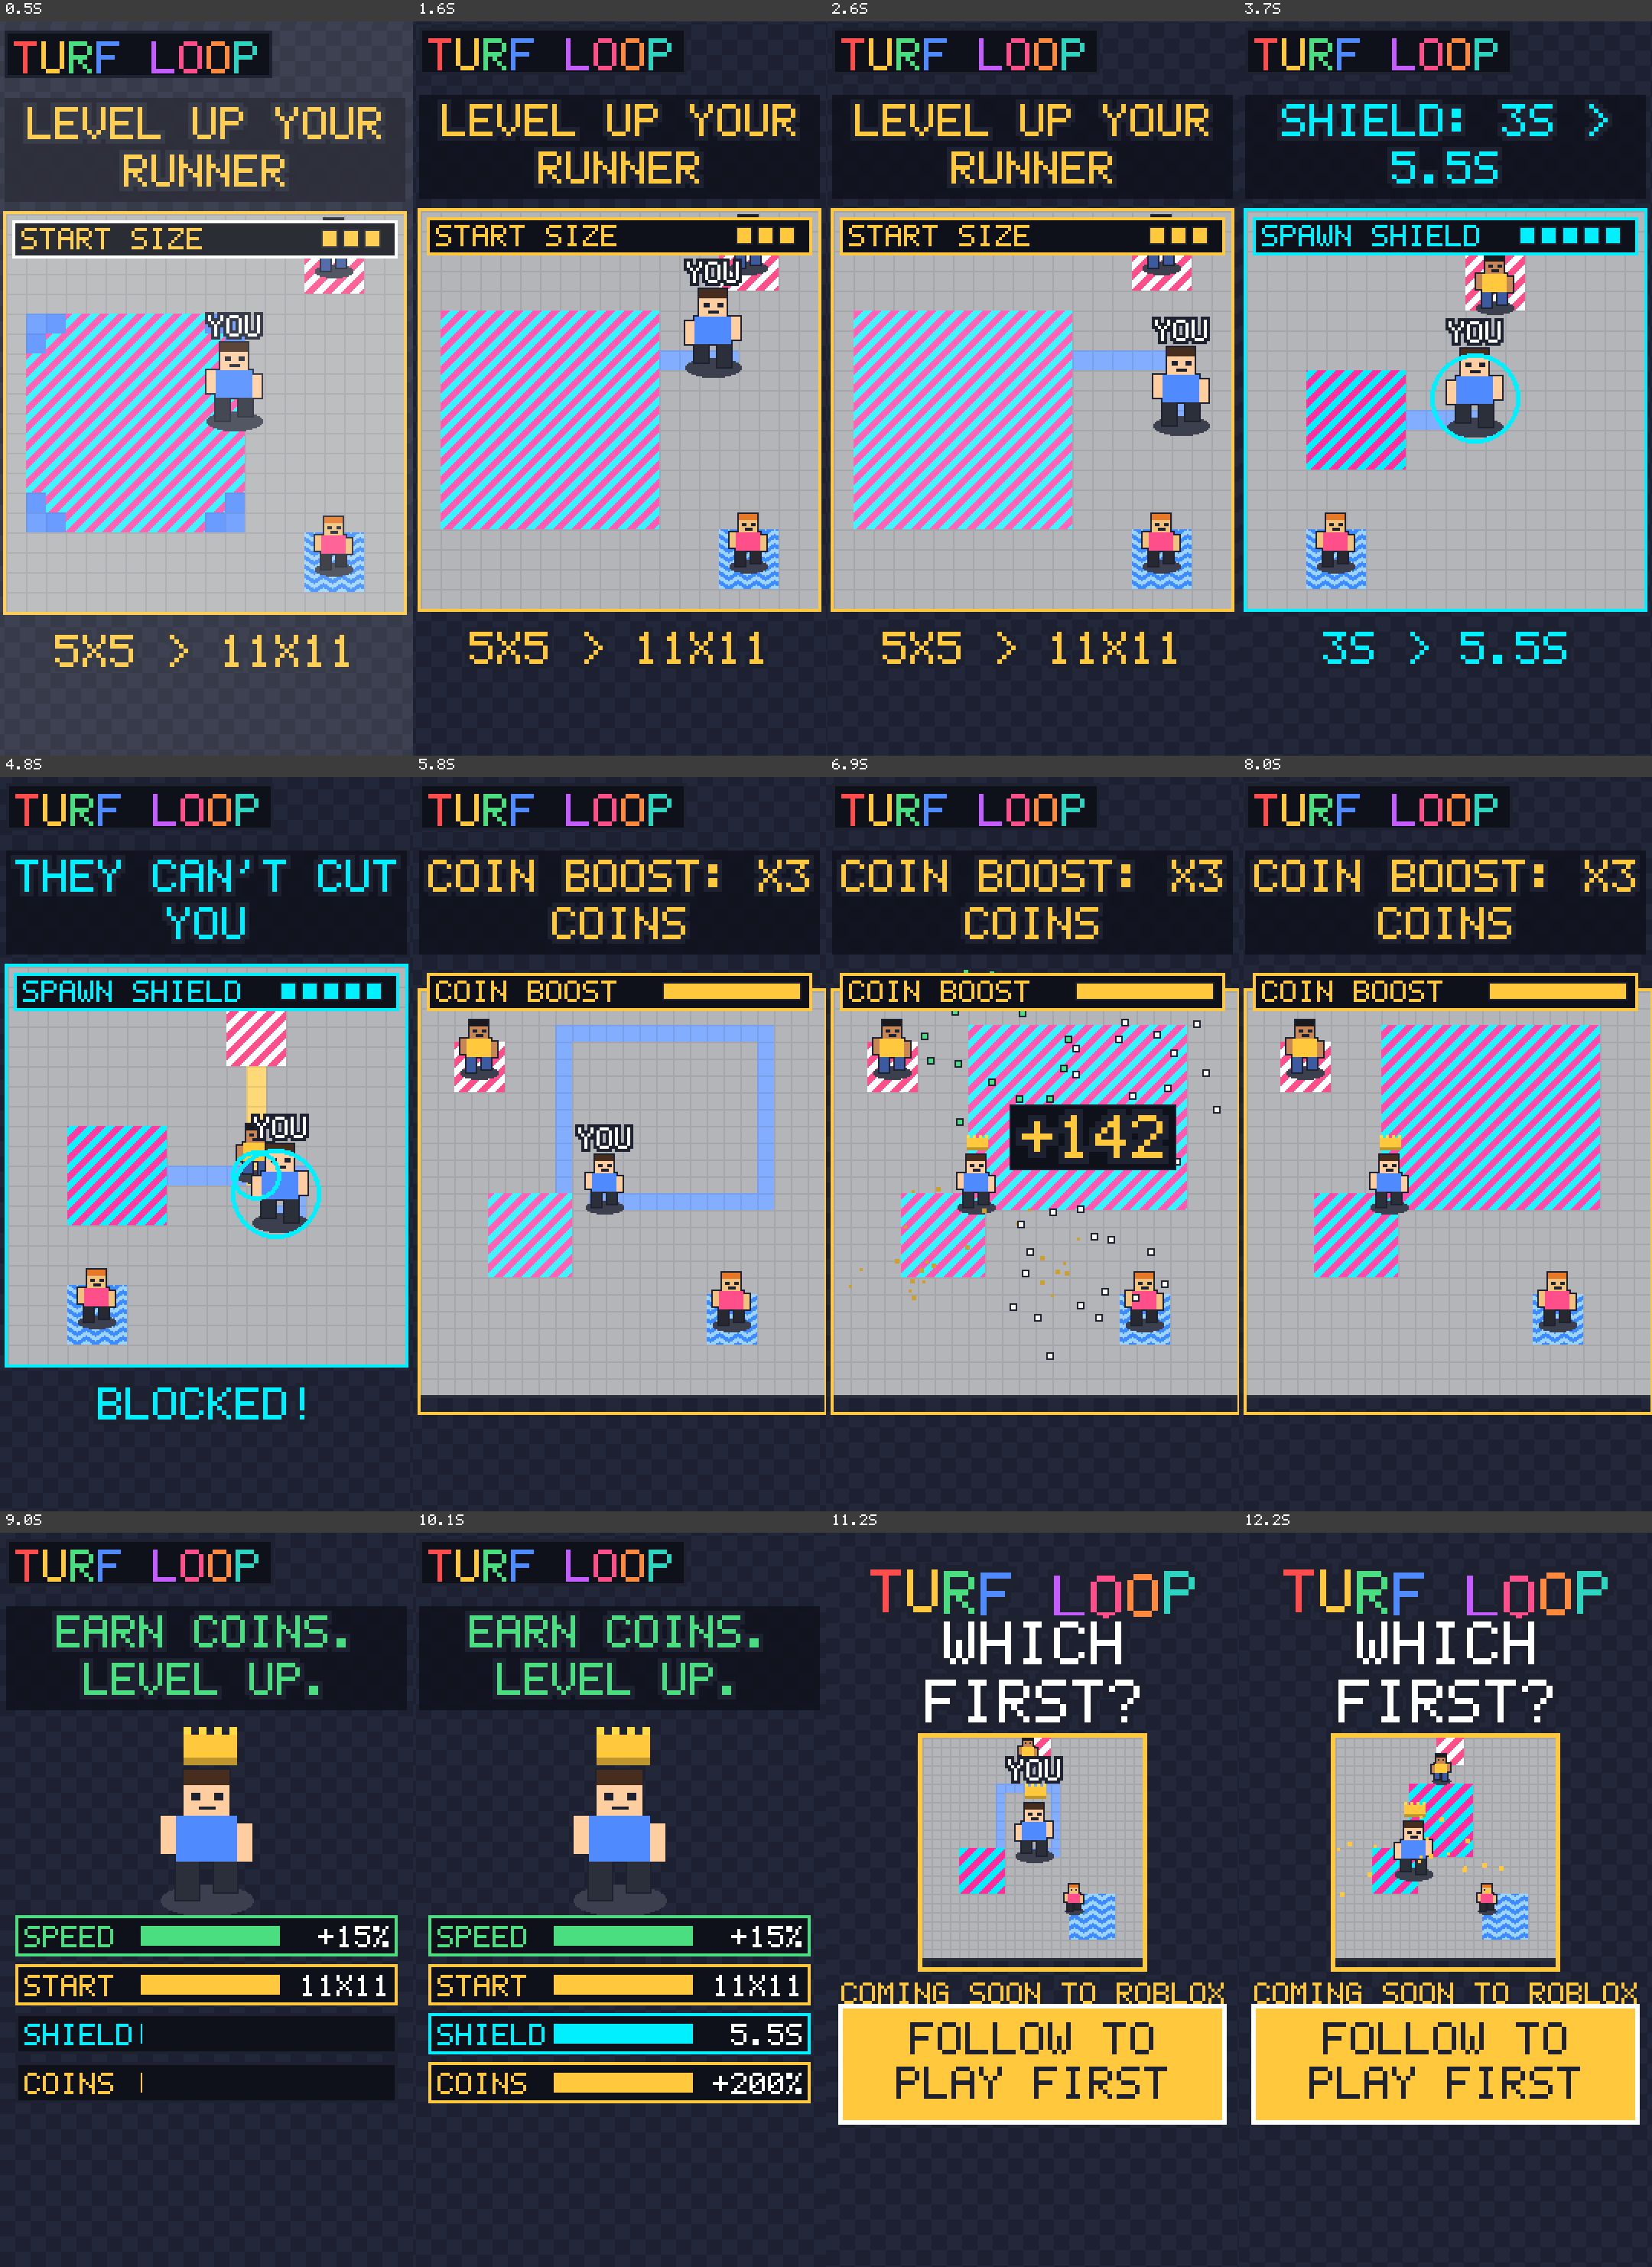 0.5S
TURF LOOP
LEVEL UP YOUR
RUNNER
START SIZE
YOU
5X5 > 11X11
1.6S
TURF LOOP
LEVEL UP YOUR
RUNNER
START SIZE
YOU
5X5 > 11X11
2.6S
TURF LOOP
LEVEL UP YOUR
RUNNER
START SIZE
YOU
5X5 > 11X11
3.7S
TURF LOOP
SHIELD: 3S >
5.5S
SPAWN SHIELD
YOU
3S > 5.5S
4.8S
TURF LOOP
THEY CAN'T CUT
YOU
SPAWN SHIELD
YOU
BLOCKED!
5.8S
TURF LOOP
COIN BOOST: X3
COINS
COIN BOOST
YOU
6.9S
TURF LOOP
COIN BOOST: X3
COINS
COIN BOOST
+142
8.0S
TURF LOOP
COIN BOOST: X3
COINS
COIN BOOST
9.0S
TURF LOOP
EARN COINS.
LEVEL UP.
SPEED +15%
START 11X11
SHIELD
COINS
10.1S
TURF LOOP
EARN COINS.
LEVEL UP.
SPEED +15%
START 11X11
SHIELD 5.5S
COINS +200%
11.2S
TURF LOOP
WHICH
FIRST?
YOU
COMING SOON TO ROBLOX
FOLLOW TO
PLAY FIRST
12.2S
TURF LOOP
WHICH
FIRST?
COMING SOON TO ROBLOX
FOLLOW TO
PLAY FIRST